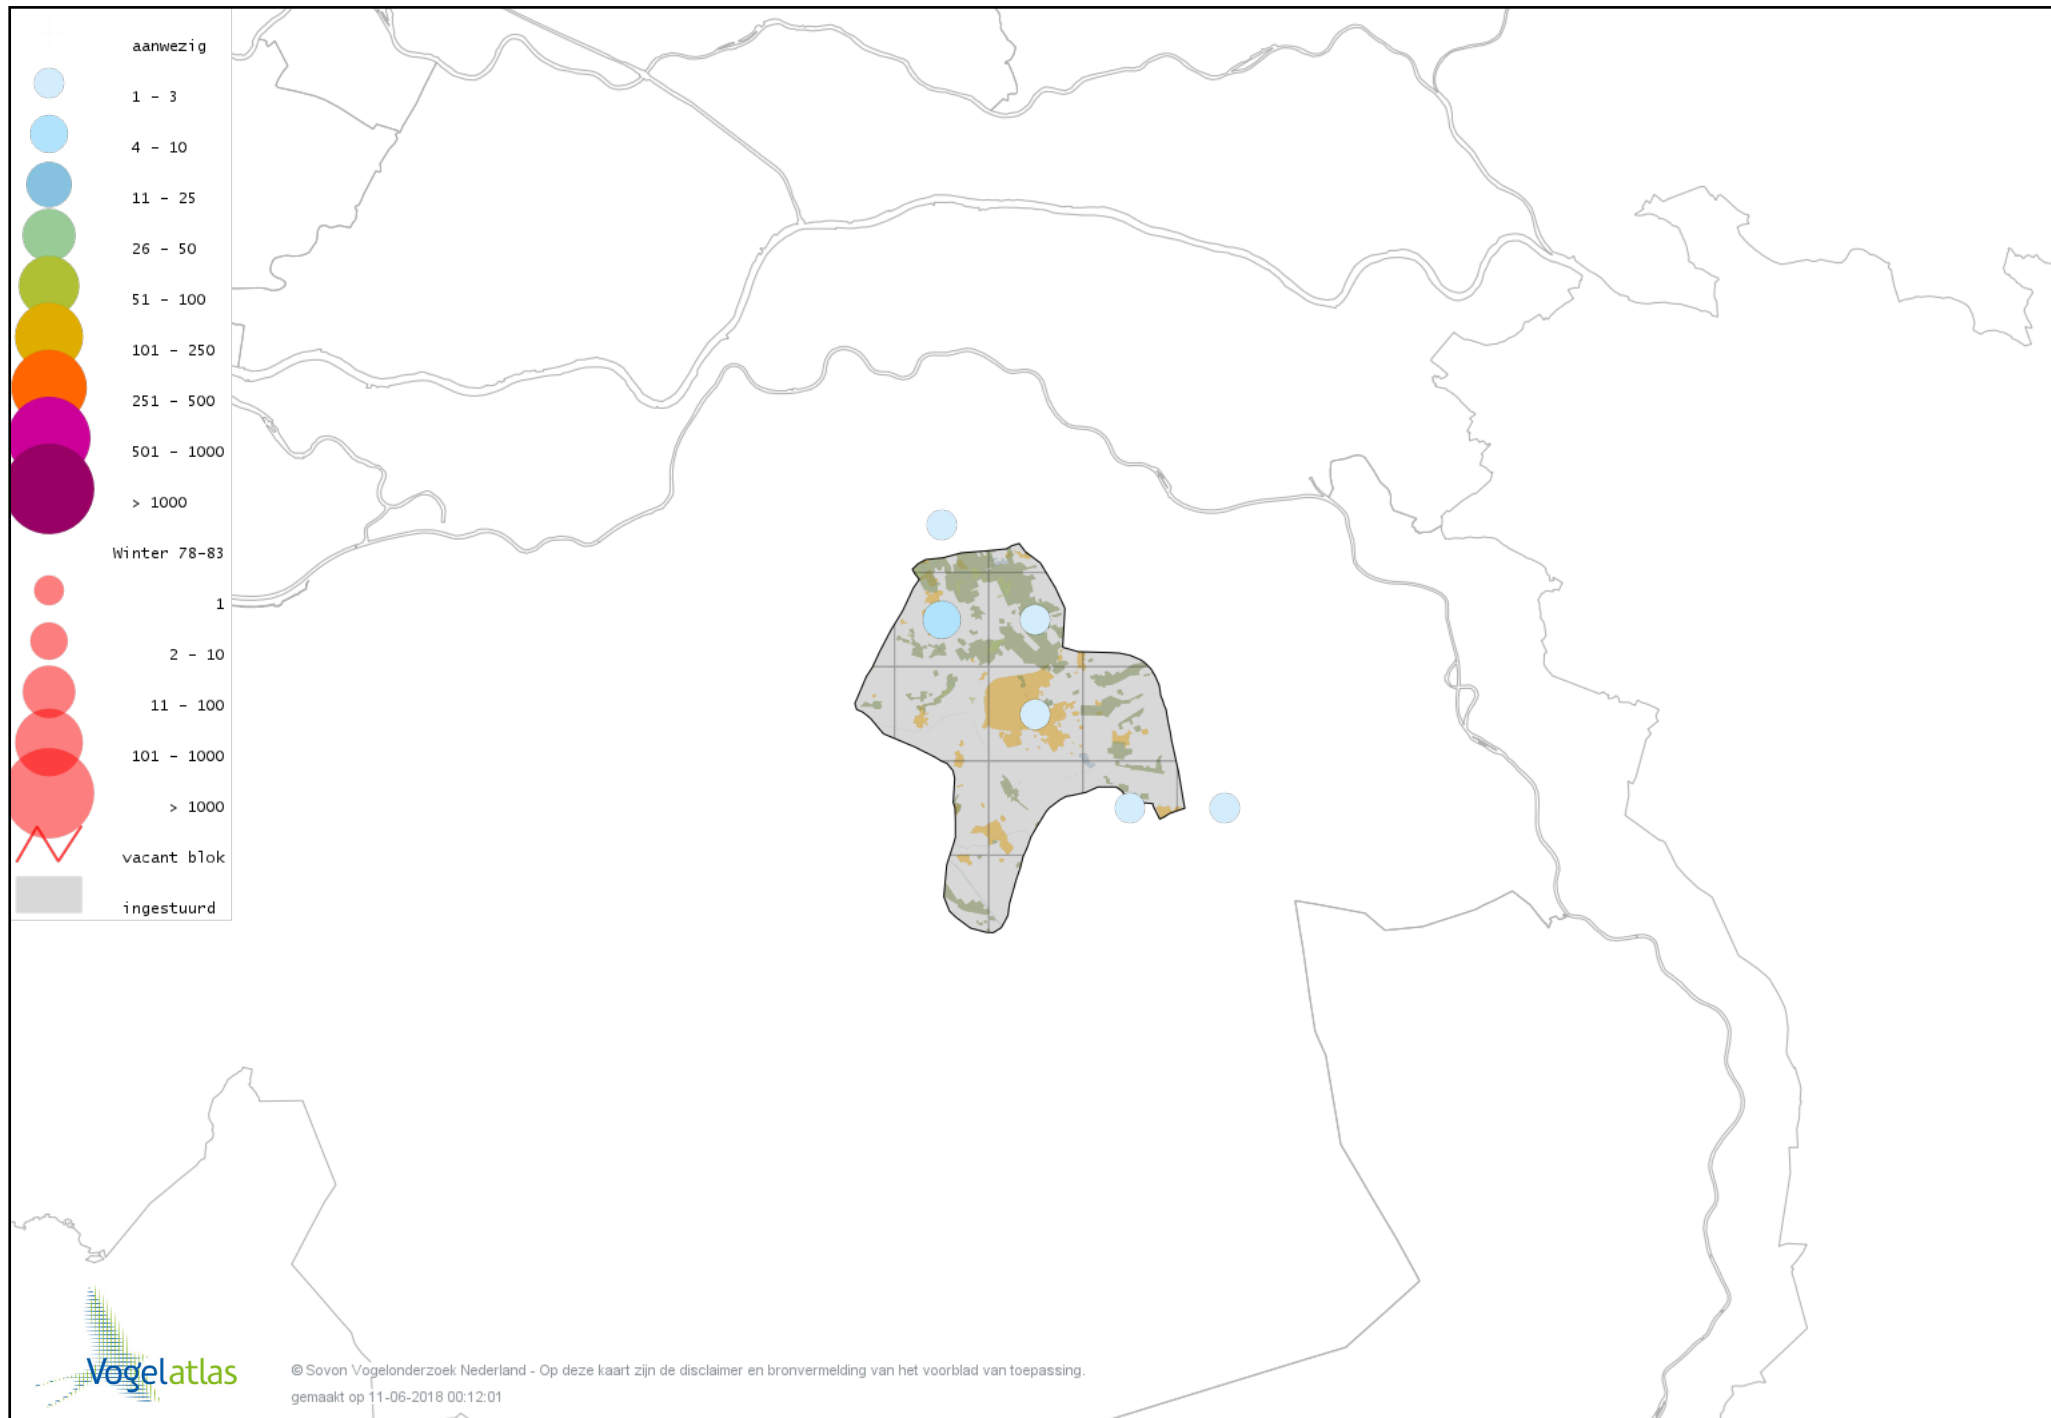 aanwezig
1 - 3
4 - 10
11 - 25
26 - 50
51 - 100
101 - 250
251 - 500
501 - 1000
> 1000
Winter 78-83
1
2 - 10
11 - 100
101 - 1000
> 1000
vacant blok
ingestuurd
Vogelatlas
© Sovon Vogelonderzoek Nederland - Op deze kaart zijn de disclaimer en bronvermelding van het voorblad van toepassing.
gemaakt op 11-06-2018 00:12:01